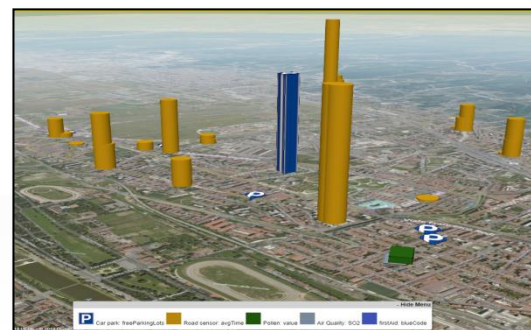 P
P
P
- Hide Menu
P Car park: freeParkingLots Road sensor: avgTime Pollen: value Air Quality: SO2 firstAid: blueCode